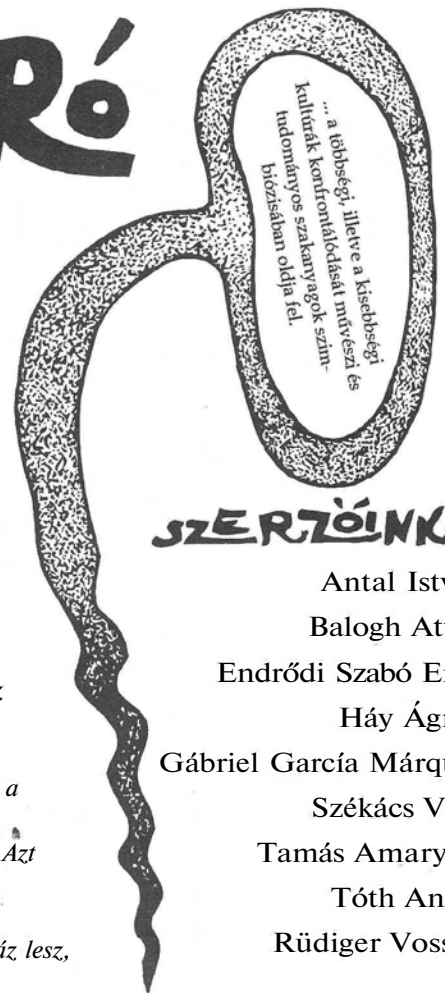 Ró
... a többségi, illetve a kisebbségi
kultúrák konfrontálódását művészi és
tudományos szakanyagok szim-
biózisában oldja fel.
SZERZŐINK
Antal Istv
Balogh At
Endrődi Szabó E
Háy Ág
Gábriel García Márqu
Székács V
Tamás Amary
Tóth An
Rüdiger Voss
a
Azt
áz lesz,